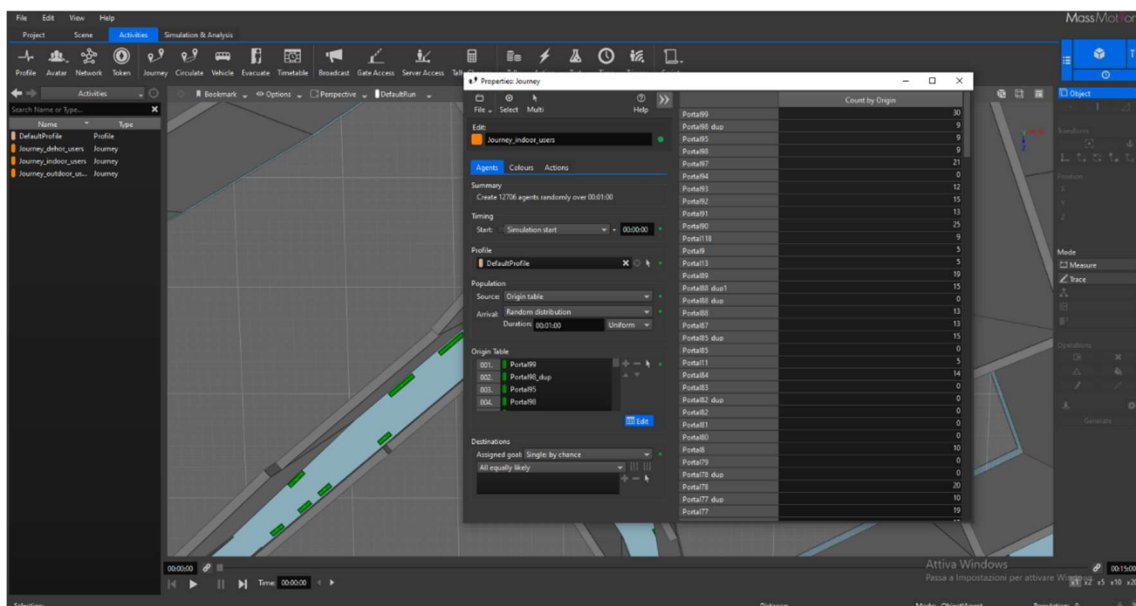 File Edit View Help
MassMotion
Project Scene Activities Simulation & Analysis
Profile Avatar Network Token Journey Circulate Vehicle Evacuate Timetable Broadcast Gate Access Server Access
Activities
Bookmark Options Perspective DefaultRun
Search Name or Type...
Name Type
DefaultProfile Profile
Journey_dehor_users Journey
Journey_indoor_users Journey
Journey_outdoor_us... Journey
Properties: Journey
File Select Multi Help
Edit:
Journey_indoor_users
Agents Colours Actions
Summary
Create 12706 agents randomly over 00:01:00
Timing
Start: Simulation start + 00:00:00
Profile
DefaultProfile
Population
Source: Origin table
Arrival: Random distribution
Duration: 00:01:00 Uniform
Origin Table
001. Portal99
002. Portal98_dup
003. Portal95
004. Portal98
Edit
Destinations
Assigned goal: Single: by chance
All equally likely
Count by Origin
Portal99 30
Portal98 dup 9
Portal95 9
Portal98 9
Portal97 21
Portal94 0
Portal93 12
Portal92 15
Portal91 13
Portal90 25
Portal118 9
Portal9 5
Portal13 5
Portal89 19
Portal88 dup1 15
Portal88 dup 0
Portal88 13
Portal87 13
Portal85 dup 15
Portal85 0
Portal11 5
Portal84 14
Portal83 0
Portal82 dup 0
Portal82 0
Portal81 0
Portal80 0
Portal8 10
Portal79 0
Portal78 dup 0
Portal78 20
Portal77 dup 10
Portal77 19
Object
Transform
Position
X
Y
Z
Mode
Measure
Trace
Operations
Generate
00:00:00
00:15:00
Time: 00:00:00
x1 x2 x5 x10 x20
Attiva Windows
Passa a Impostazioni per attivare
Selection:
Distance: